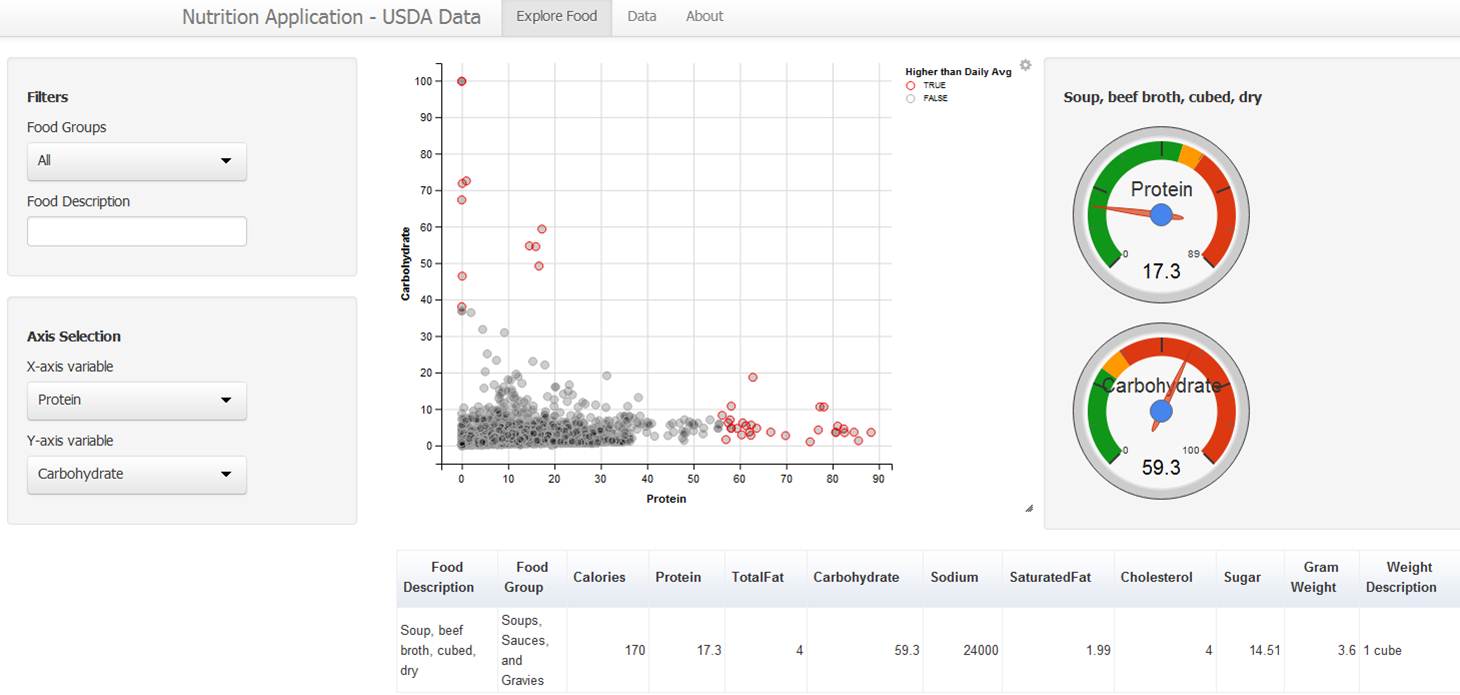 Nutrition Application - USDA Data Explore Food Data About
Filters
Food Groups
All
Food Description
Axis Selection
X-axis variable
Protein
Y-axis variable
Carbohydrate
Higher than Daily Avg
TRUE
FALSE
Carbohydrate
100
90
80
70
60
50
40
30
20
10
0
0 10 20 30 40 50 60 70 80 90
Protein
Soup, beef broth, cubed, dry
Protein
0 89
17.3
Carbohydrate
0 100
59.3
Food Description Food Group Calories Protein TotalFat Carbohydrate Sodium SaturatedFat Cholesterol Sugar Gram Weight Weight Description
Soup, beef broth, cubed, dry Soups, Sauces, and Gravies 170 17.3 4 59.3 24000 1.99 4 14.51 3.6 1 cube